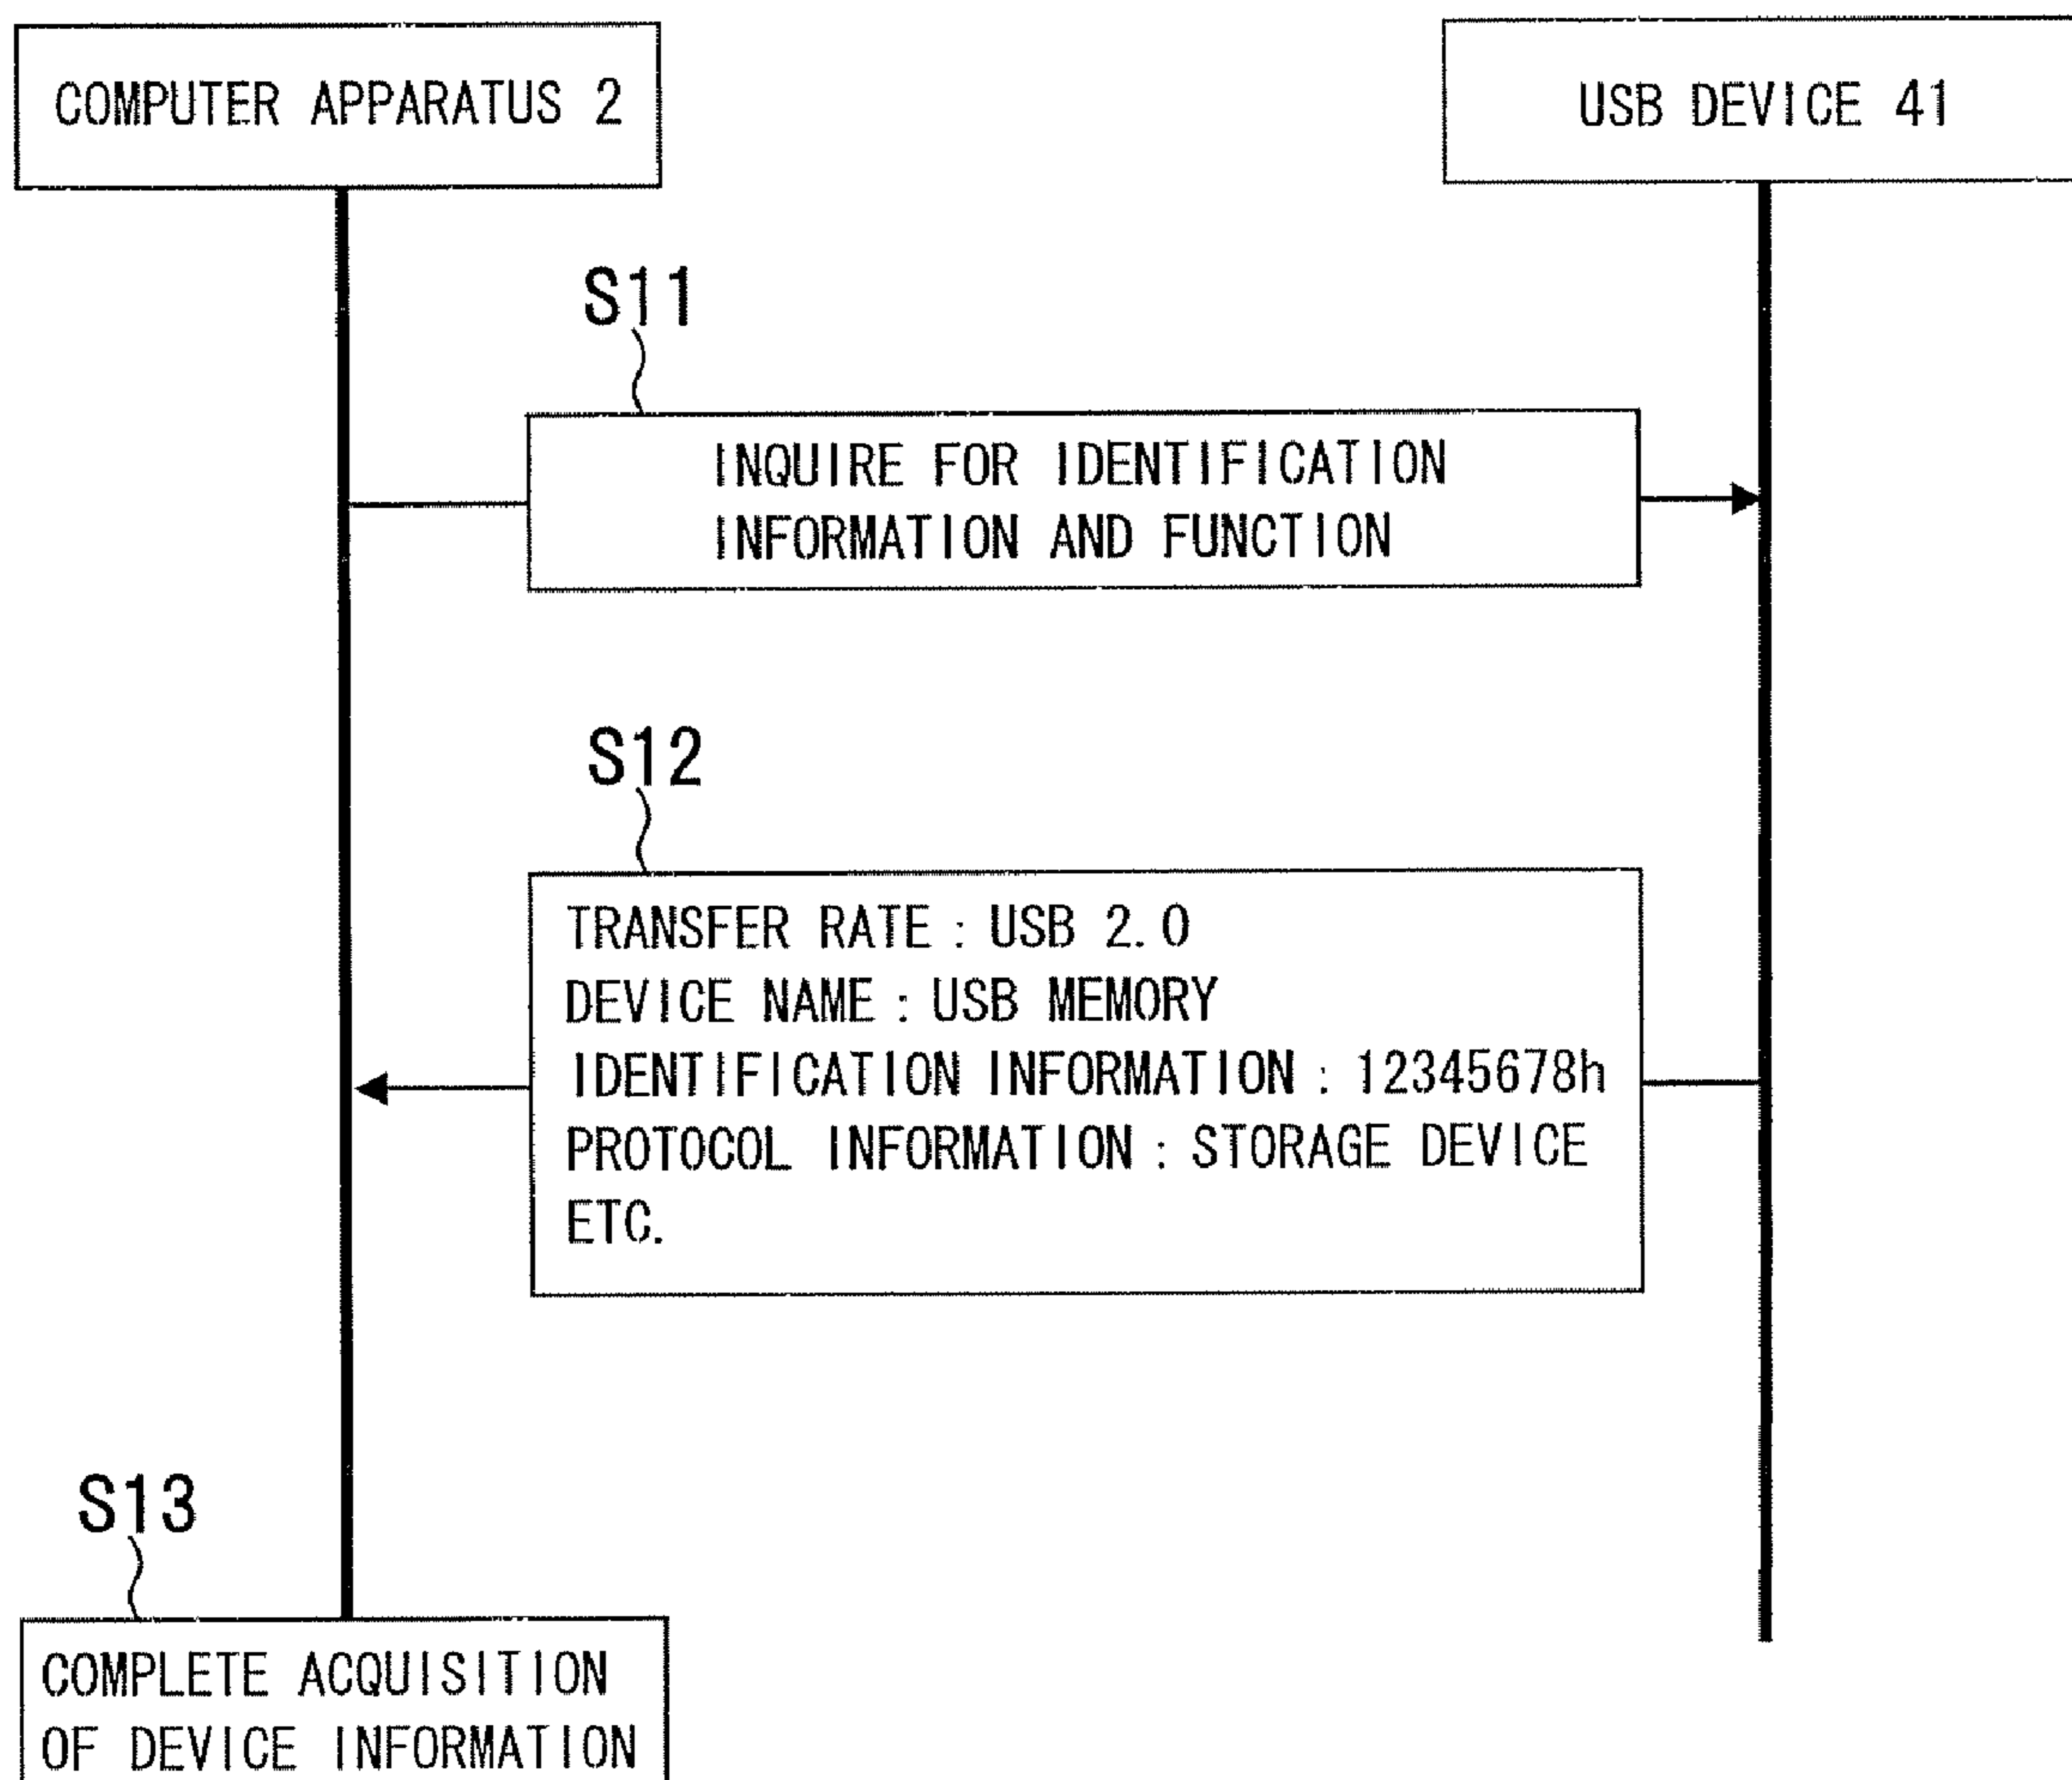 COMPUTER APPARATUS 2
USB DEVICE 41
S11
INQUIRE FOR IDENTIFICATION
INFORMATION AND FUNCTION
S12
TRANSFER RATE : USB 2.0
DEVICE NAME : USB MEMORY
IDENTIFICATION INFORMATION : 12345678h
PROTOCOL INFORMATION : STORAGE DEVICE
ETC.
S13
COMPLETE ACQUISITION
OF DEVICE INFORMATION